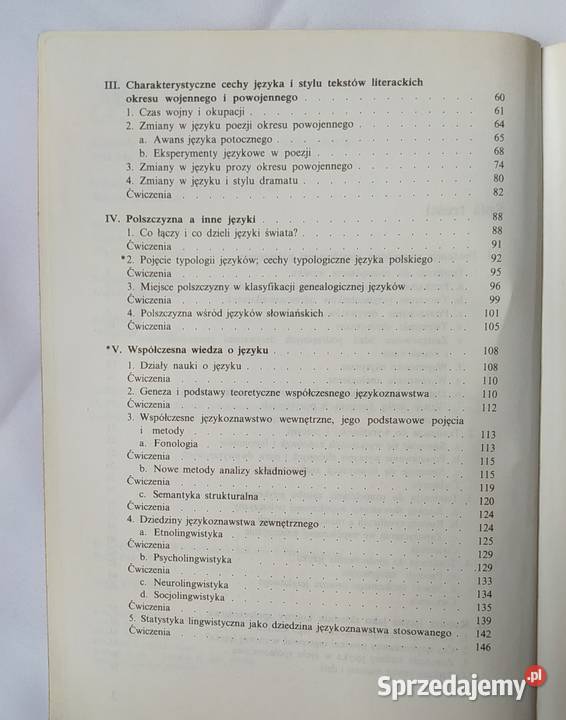 III. Charakterystyczne cechy języka i stylu tekstów literackich
okresu wojennego i powojennego . . . . . . . . . . . 60
1. Czas wojny i okupacji . . . . . . . . . . . 61
2. Zmiany w języku poezji okresu powojennego . . . . . . . . 64
a. Awans języka potocznego . . . . . . . . . . 65
b. Eksperymenty językowe w poezji . . . . . . . . . 68
3. Zmiany w języku prozy okresu powojennego . . . . . . . . 74
4. Zmiany w języku i stylu dramatu . . . . . . . . . 80
Ćwiczenia . . . . . . . . . . . . . . 82
IV. Polszczyzna a inne języki . . . . . . . . . . . 88
1. Co łączy i co dzieli języki świata? . . . . . . . . . 88
Ćwiczenia . . . . . . . . . . . . . . 91
*2. Pojęcie typologii języków; cechy typologiczne języka polskiego . . . 92
Ćwiczenia . . . . . . . . . . . . . . 95
3. Miejsce polszczyzny w klasyfikacji genealogicznej języków . . . . 96
Ćwiczenia . . . . . . . . . . . . . . 99
4. Polszczyzna wśród języków słowiańskich . . . . . . . . 101
Ćwiczenia . . . . . . . . . . . . . . 105
*V. Współczesna wiedza o języku . . . . . . . . . . 108
1. Działy nauki o języku . . . . . . . . . . . 108
Ćwiczenia . . . . . . . . . . . . . . 110
2. Geneza i podstawy teoretyczne współczesnego językoznawstwa . . . 110
Ćwiczenia . . . . . . . . . . . . . . 112
3. Współczesne językoznawstwo wewnętrzne, jego podstawowe pojęcia
i metody . . . . . . . . . . . . . . 113
a. Fonologia . . . . . . . . . . . . . 113
Ćwiczenia . . . . . . . . . . . . . . 115
b. Nowe metody analizy składniowej . . . . . . . . . 115
Ćwiczenia . . . . . . . . . . . . . . 119
c. Semantyka strukturalna . . . . . . . . . . . 120
Ćwiczenia . . . . . . . . . . . . . . 124
4. Dziedziny językoznawstwa zewnętrznego . . . . . . . . 124
a. Etnolingwistyka . . . . . . . . . . . . 125
Ćwiczenia . . . . . . . . . . . . . . 129
b. Psycholingwistyka . . . . . . . . . . . . 129
Ćwiczenia . . . . . . . . . . . . . . 133
c. Neurolingwistyka . . . . . . . . . . . . 134
d. Socjolingwistyka . . . . . . . . . . . . 135
Ćwiczenia . . . . . . . . . . . . . . 139
5. Statystyka lingwistyczna jako dziedzina językoznawstwa stosowanego . 142
Ćwiczenia . . . . . . . . . . . . . . 146
Sprzedajemy.pl